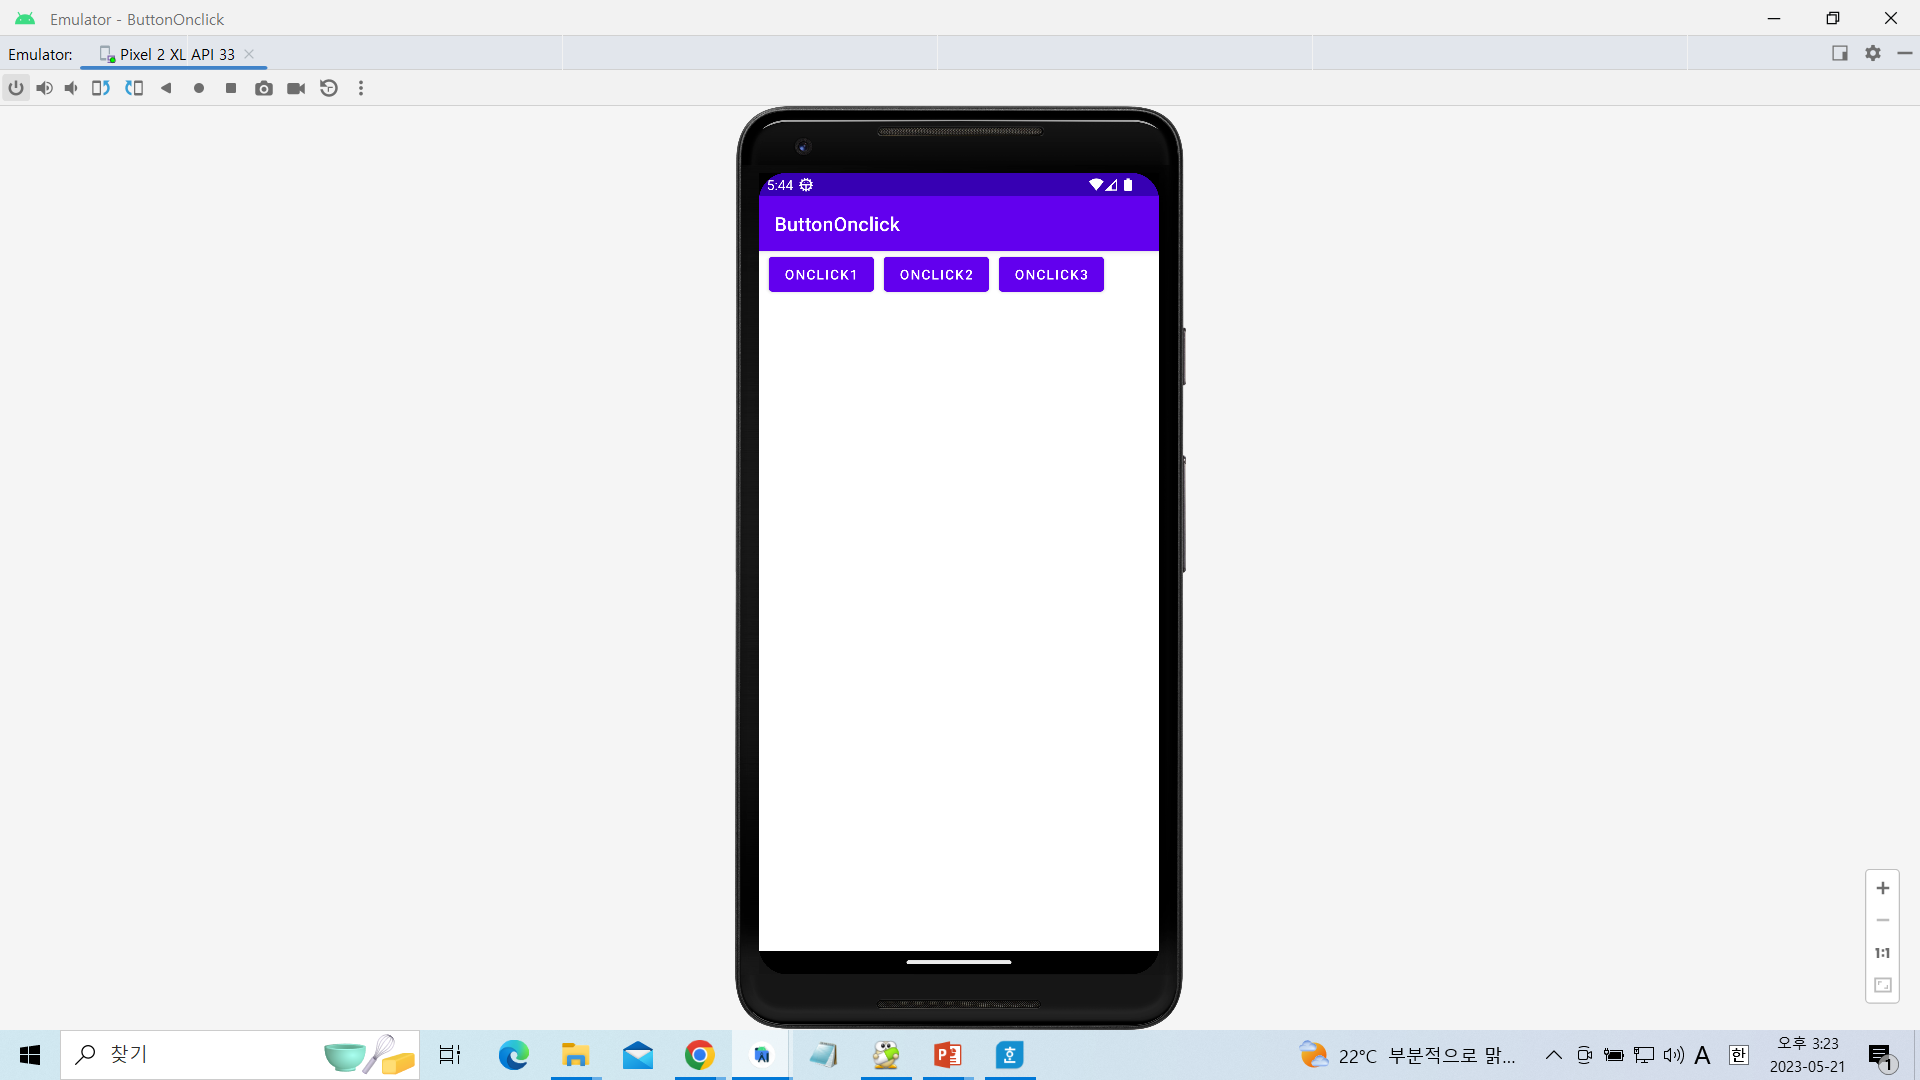 Emulator - ButtonOnclick
Emulator: Pixel 2 XL API 33
5:44
ButtonOnclick
ONCLICK1 ONCLICK2 ONCLICK3
1:1
찾기
22°C 부분적으로 맑...
A 한
오후 3:23
2023-05-21
1